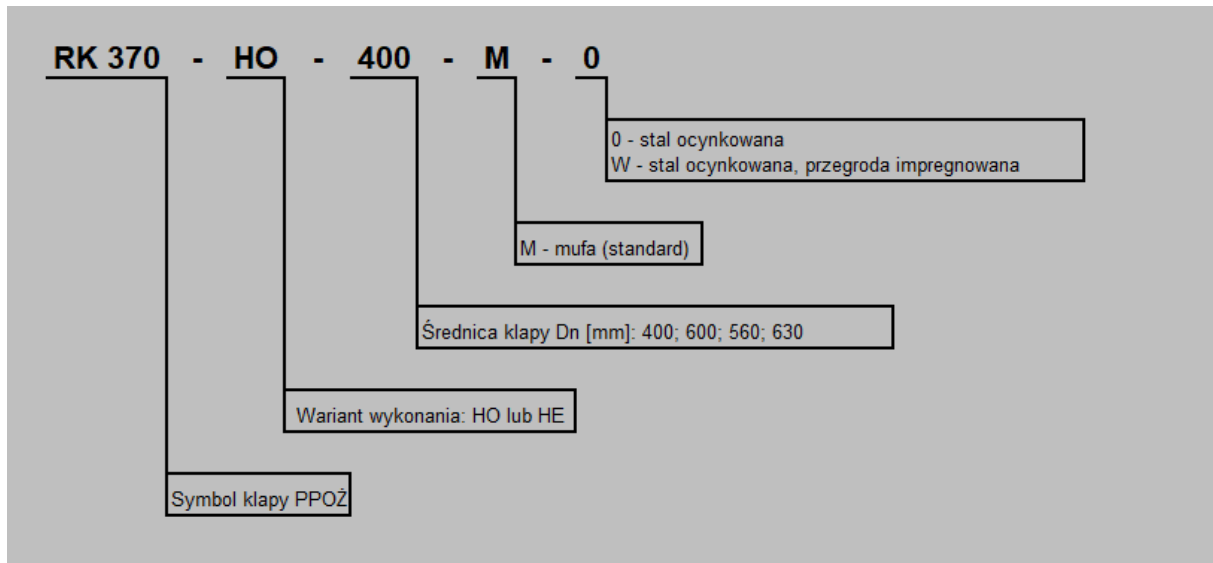 RK 370 - HO - 400 - M - 0
0 - stal ocynkowana
W - stal ocynkowana, przegroda impregnowana
M - mufa (standard)
Średnica klapy Dn [mm]: 400; 600; 560; 630
Wariant wykonania: HO lub HE
Symbol klapy PPOŻ